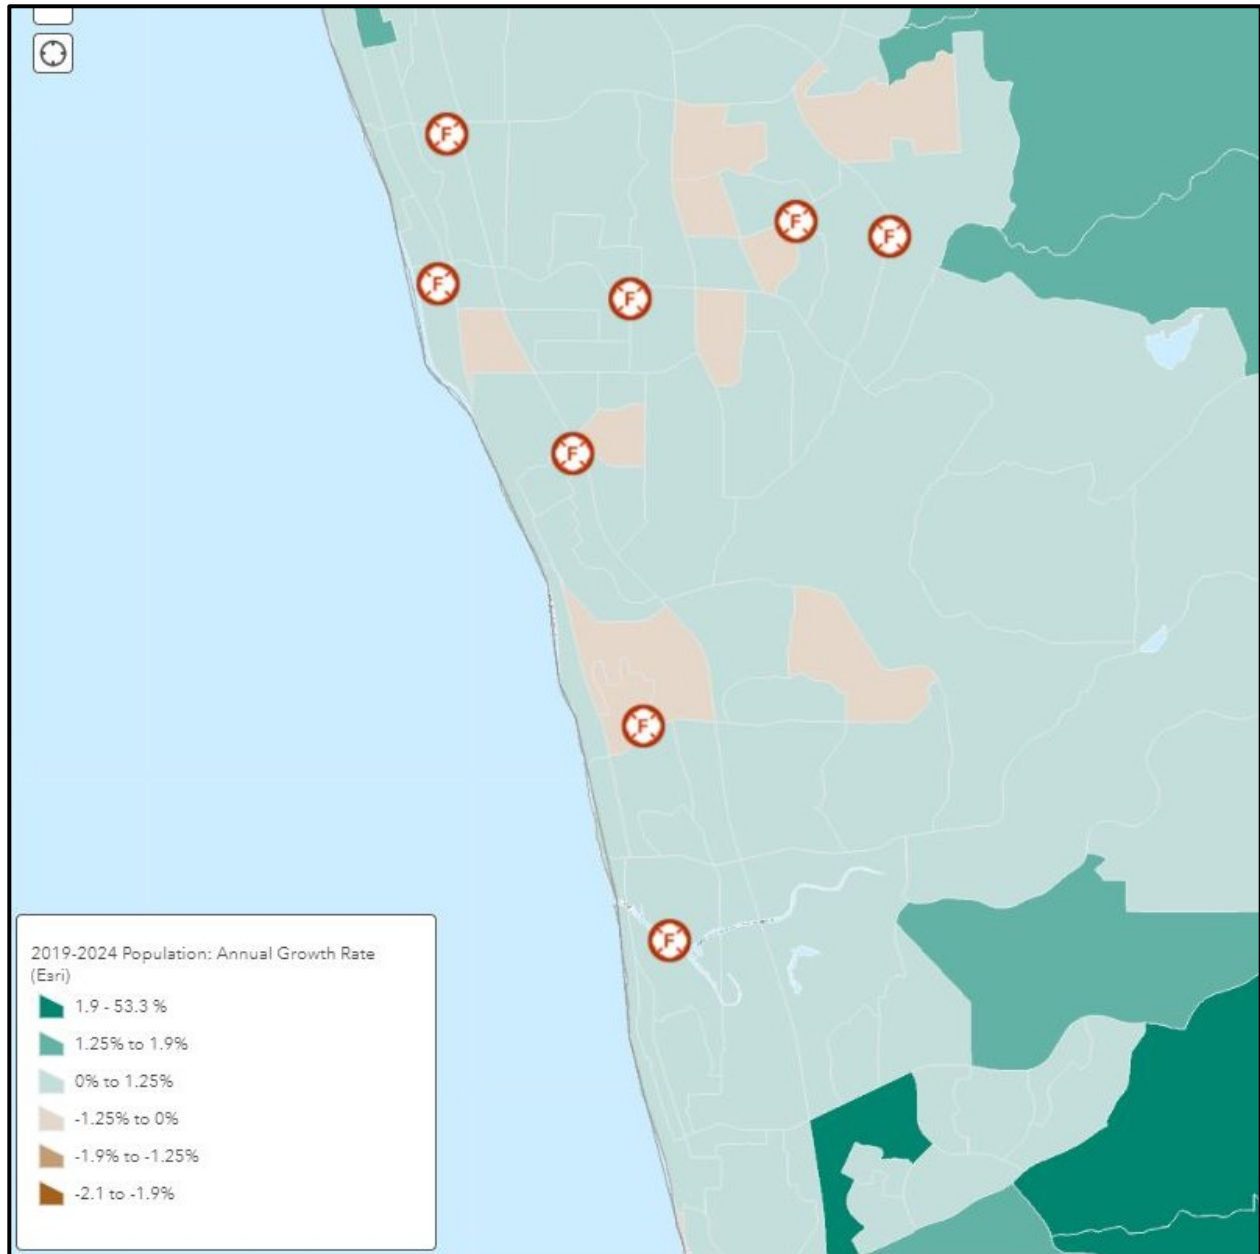 F
F
F
F
F
F
F
F
2019-2024 Population: Annual Growth Rate
(Esri)
1.9 - 53.3 %
1.25% to 1.9%
0% to 1.25%
-1.25% to 0%
-1.9% to -1.25%
-2.1 to -1.9%